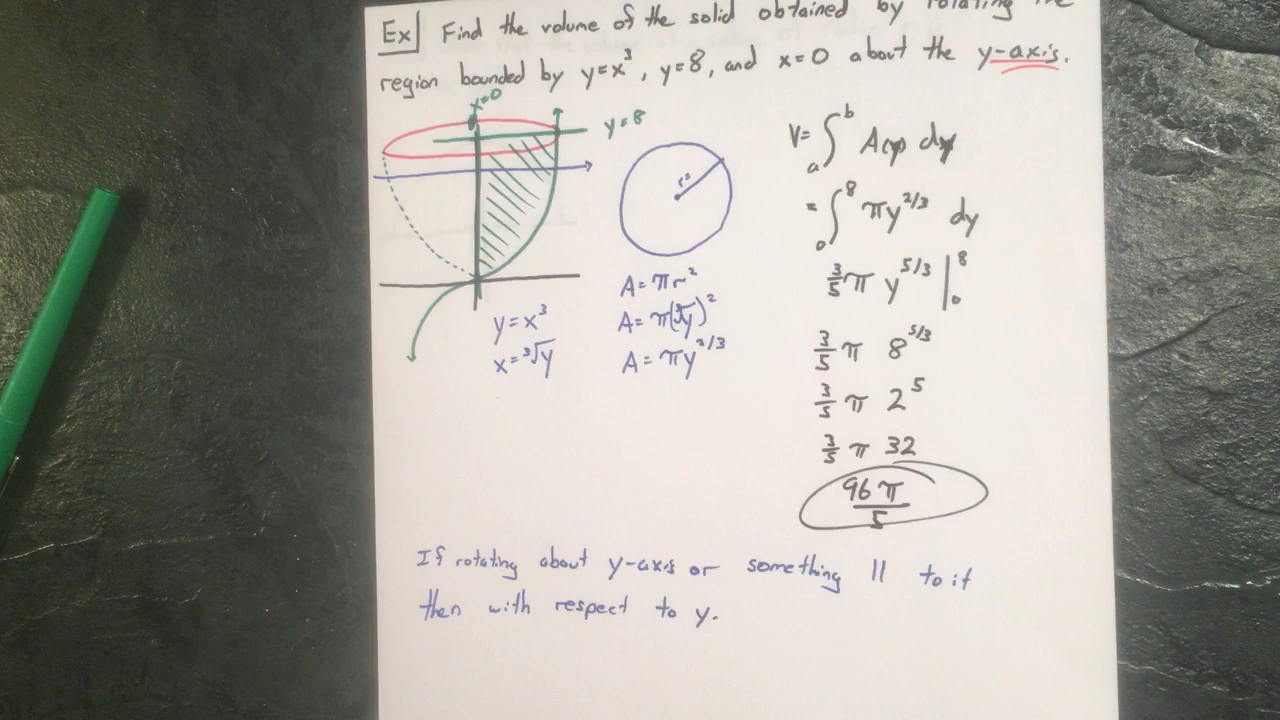 Ex Find the volume of the solid obtained by rotating the
region bounded by y=x³, y=8, and x=0 about the y-axis.
x=0
y=8
r
y=x³
x=³√y
A=πr²
A=π(³√y)²
A=πy^2/3
V=∫ₐᵇ A(y) dy
=∫₀⁸ πy^2/3 dy
3/5 π y^5/3 |₀⁸
3/5 π 8^5/3
3/5 π 2⁵
3/5 π 32
96π/5
If rotating about y-axis or something || to it
then with respect to y.